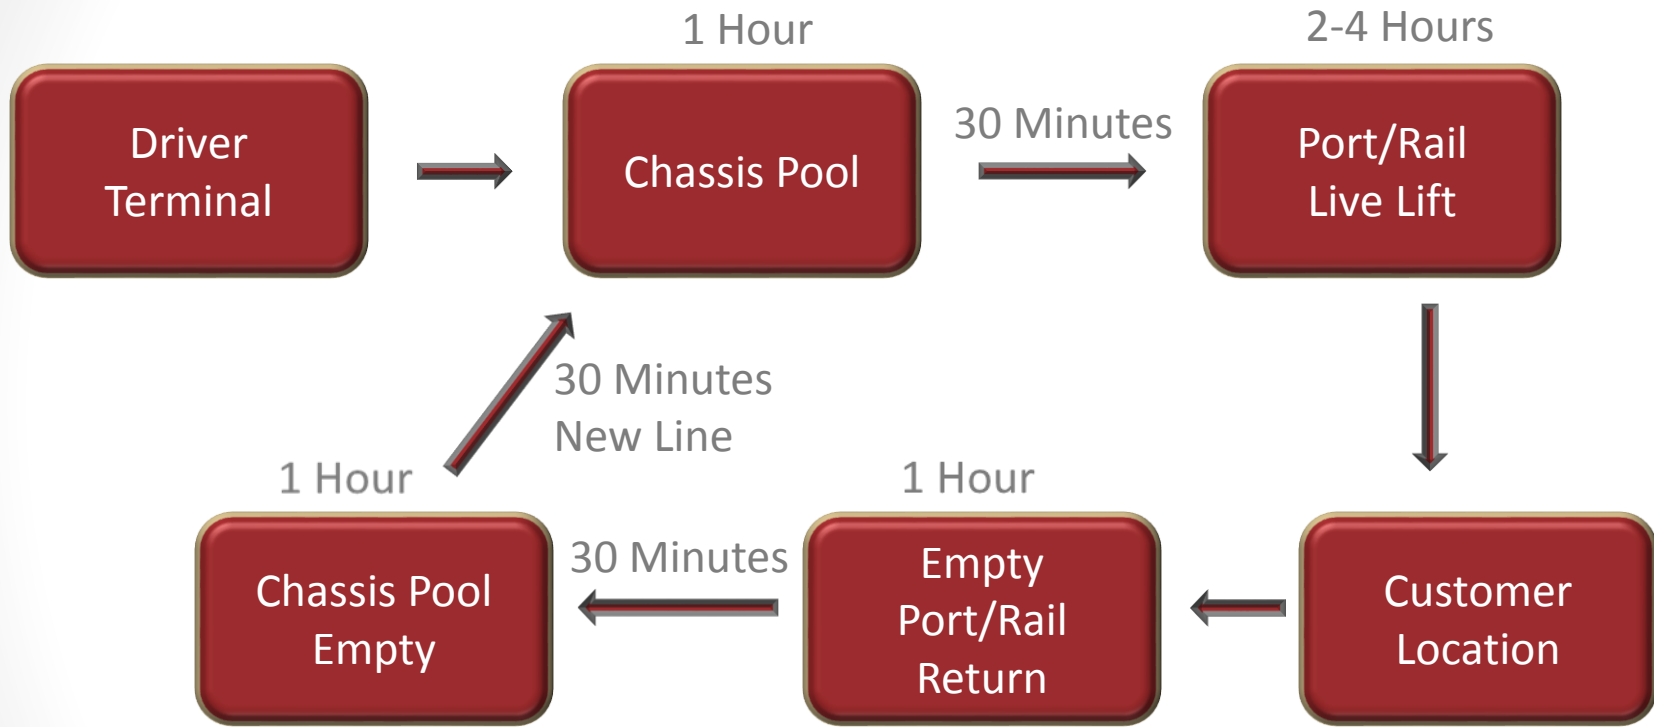 1 Hour
2-4 Hours
Driver
Terminal
Chassis Pool
30 Minutes
Port/Rail
Live Lift
30 Minutes
New Line
1 Hour
1 Hour
Chassis Pool
Empty
30 Minutes
Empty
Port/Rail
Return
Customer
Location